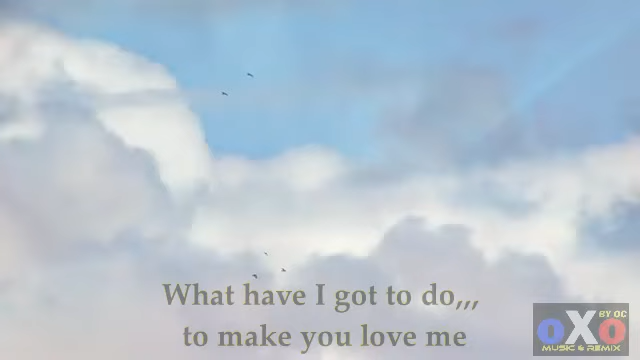 What have I got to do,,,
to make you love me
BY OC
oXo
MUSIC & REMIX